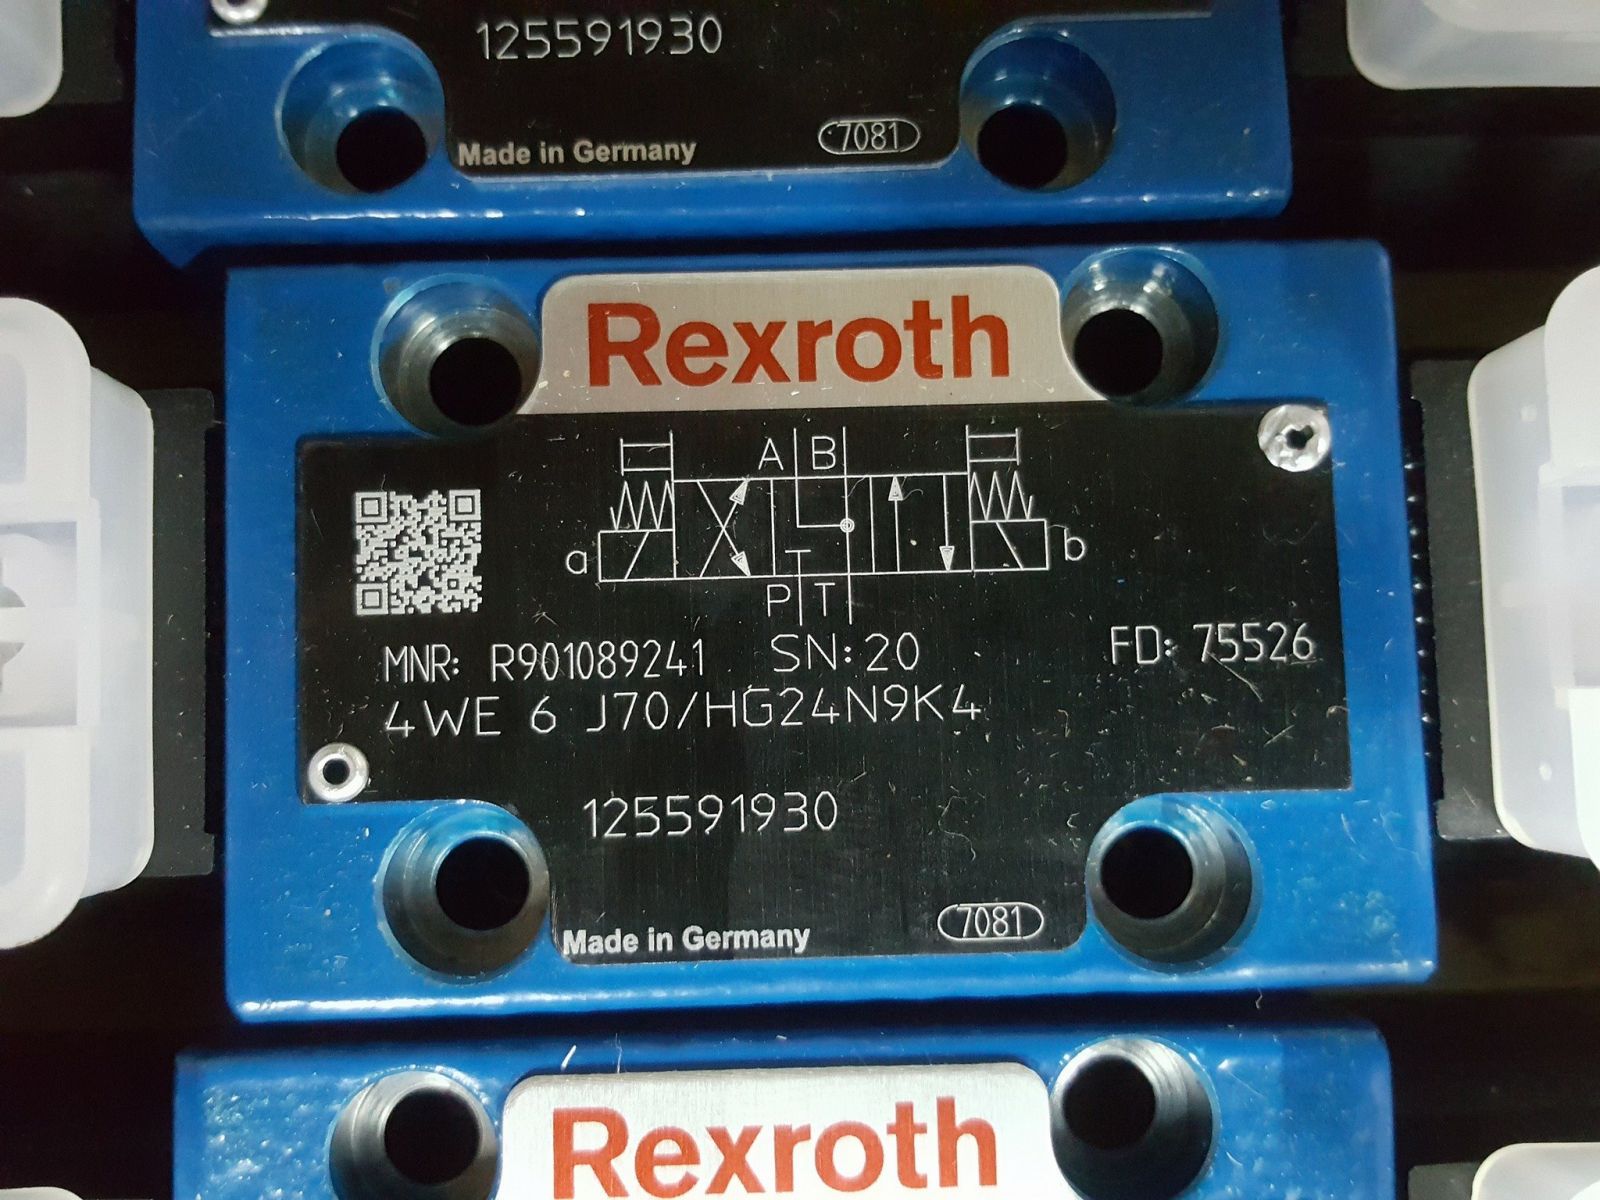 125591930
Made in Germany
7081
Rexroth
A B
a
b
P T
MNR: R901089241 SN: 20 FD: 75526
4WE 6 J70/HG24N9K4
125591930
Made in Germany
7081
Rexroth